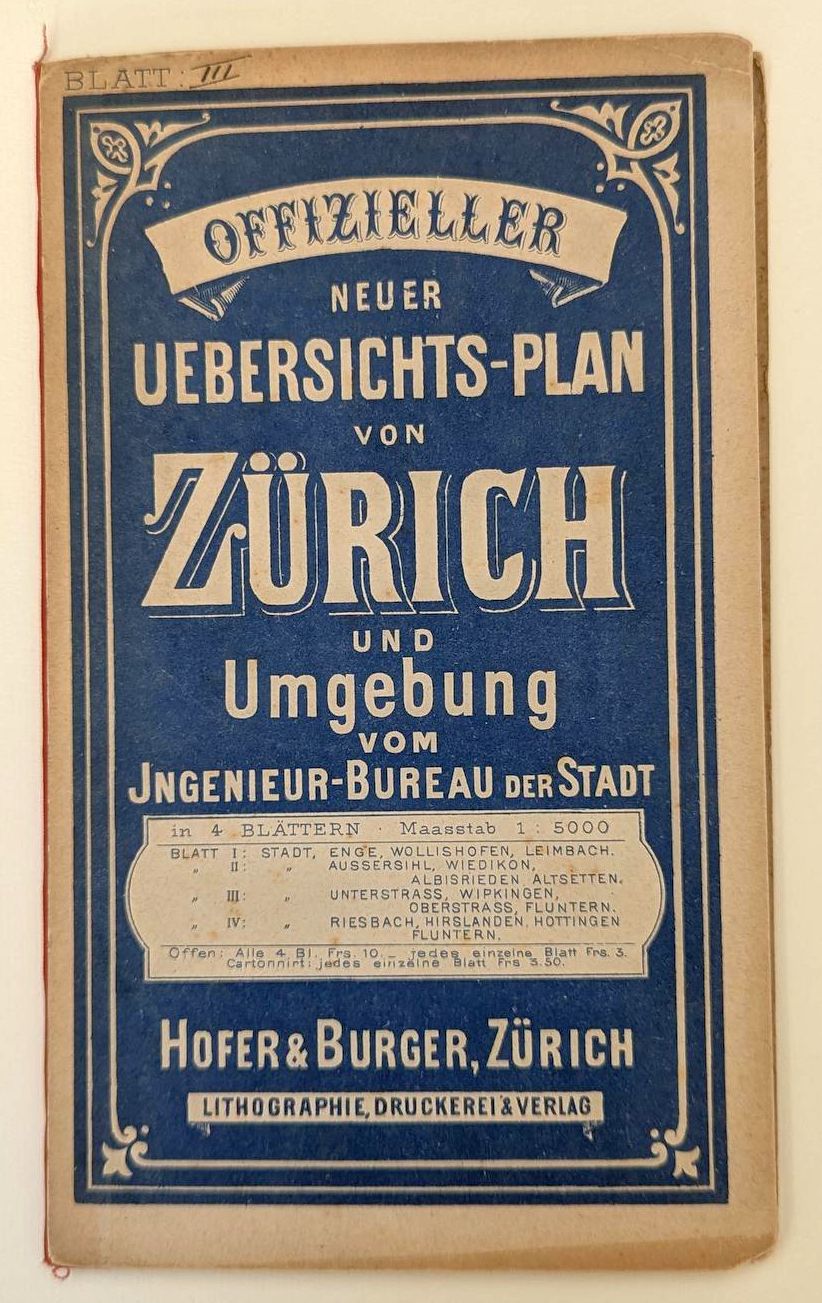 BLATT: III
OFFIZIELLER
NEUER
UEBERSICHTS-PLAN
VON
ZÜRICH
UND
Umgebung
VOM
JNGENIEUR-BUREAU DER STADT
in 4 BLÄTTERN · Maasstab 1 : 5000
BLATT I: STADT, ENGE, WOLLISHOFEN, LEIMBACH.
„ II: „ AUSSERSIHL, WIEDIKON,
ALBISRIEDEN ALTSETTEN.
„ III: „ UNTERSTRASS, WIPKINGEN,
OBERSTRASS, FLUNTERN.
„ IV: „ RIESBACH, HIRSLANDEN, HOTTINGEN
FLUNTERN.
Offen: Alle 4 Bl. Frs. 10._ jedes einzelne Blatt Frs. 3.
Cartonnirt: jedes einzelne Blatt Frs 3.50.
HOFER & BURGER, ZÜRICH
LITHOGRAPHIE, DRUCKEREI & VERLAG